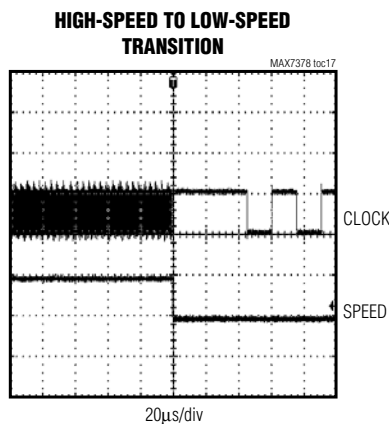 HIGH-SPEED TO LOW-SPEED
TRANSITION
MAX7378 toc17
T
CLOCK
SPEED
20µs/div